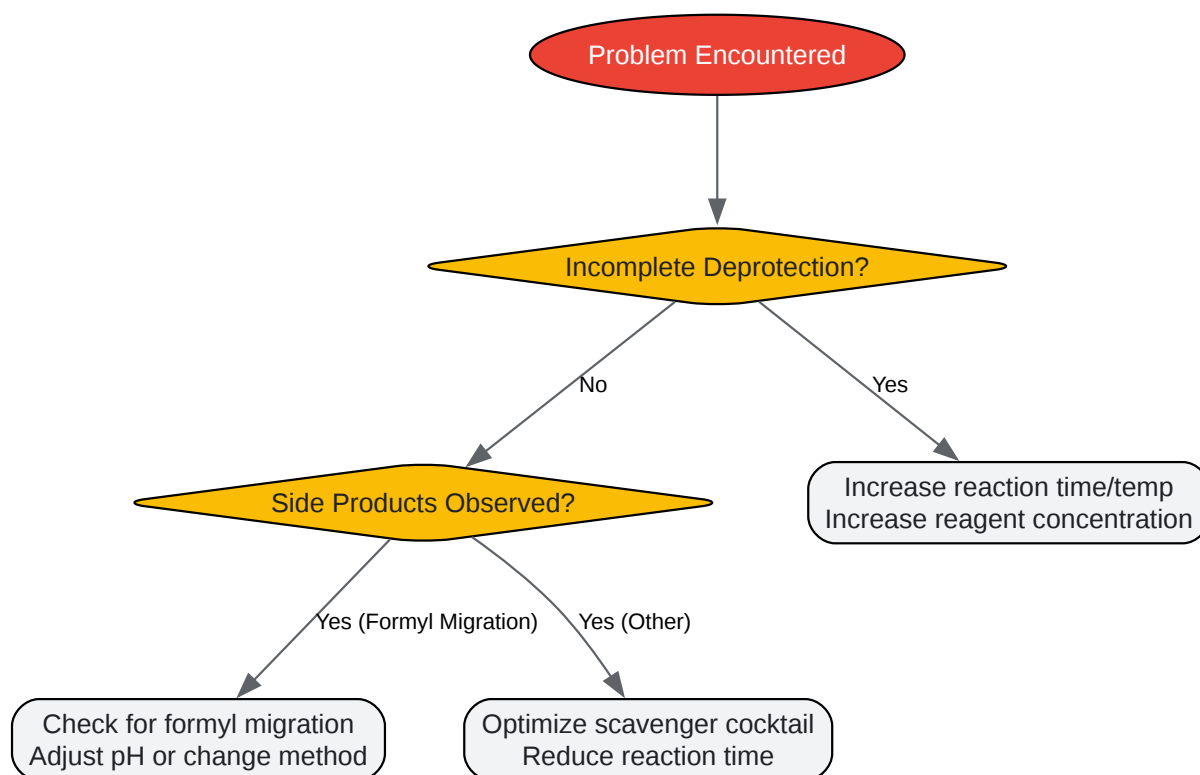 Problem Encountered
Incomplete Deprotection?
No
Yes
Side Products Observed?
Increase reaction time/temp
Increase reagent concentration
Yes (Formyl Migration)
Yes (Other)
Check for formyl migration
Adjust pH or change method
Optimize scavenger cocktail
Reduce reaction time